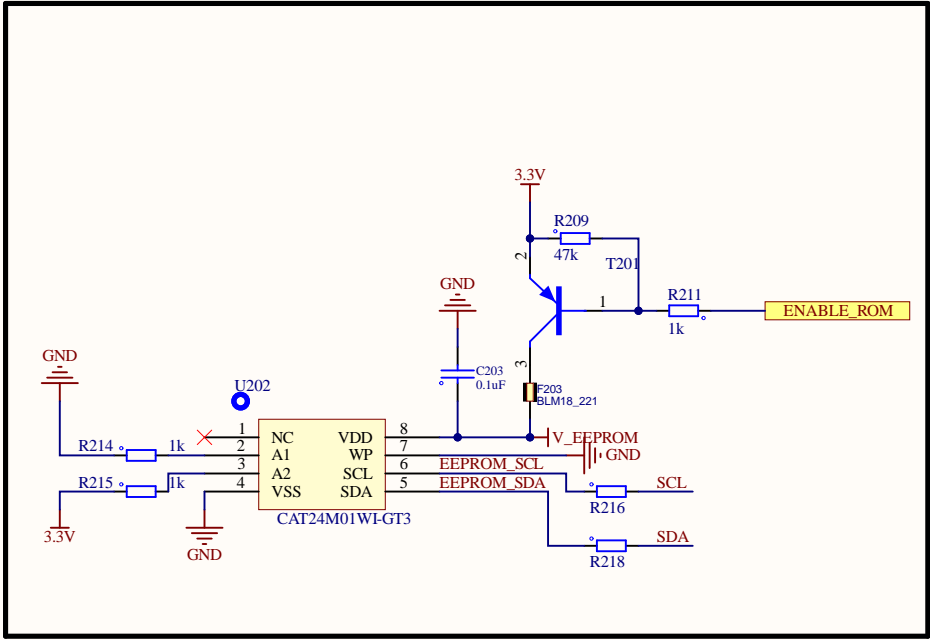 3.3V
R209
47k
2
T201
GND
1
R211
ENABLE_ROM
1k
3
C203
0.1uF
F203
BLM18_221
GND
U202
1
NC
VDD
8
V_EEPROM
R214
1k
2
A1
WP
7
GND
3
A2
SCL
6
EEPROM_SCL
R215
1k
4
VSS
SDA
5
EEPROM_SDA
SCL
R216
CAT24M01WI-GT3
3.3V
GND
SDA
R218